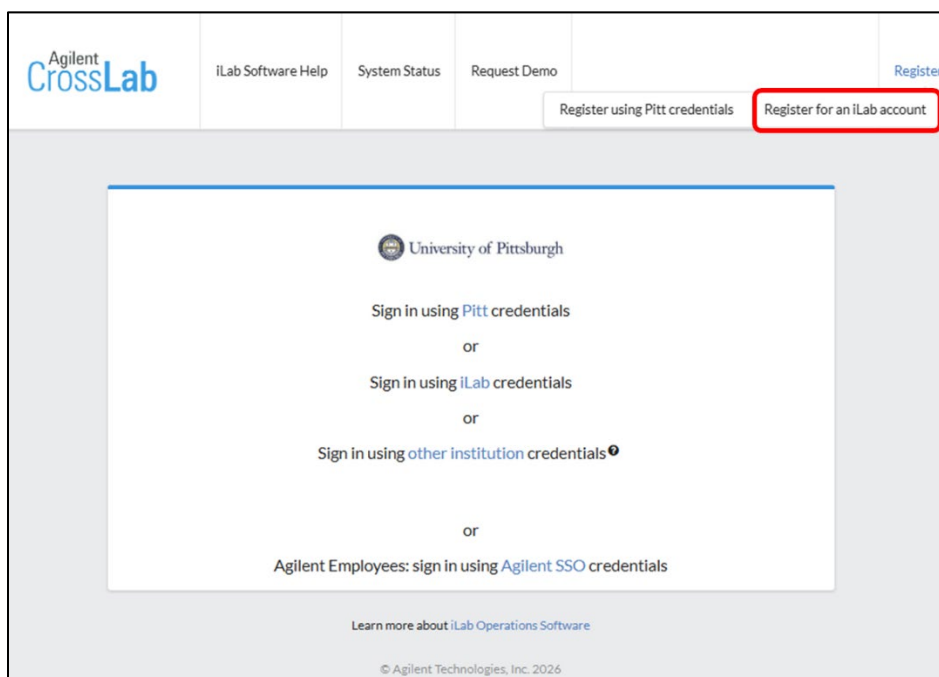 Agilent
CrossLab
iLab Software Help
System Status
Request Demo
Register
Register using Pitt credentials
Register for an iLab account
University of Pittsburgh
Sign in using Pitt credentials
or
Sign in using iLab credentials
or
Sign in using other institution credentials
or
Agilent Employees: sign in using Agilent SSO credentials
Learn more about iLab Operations Software
© Agilent Technologies, Inc. 2026